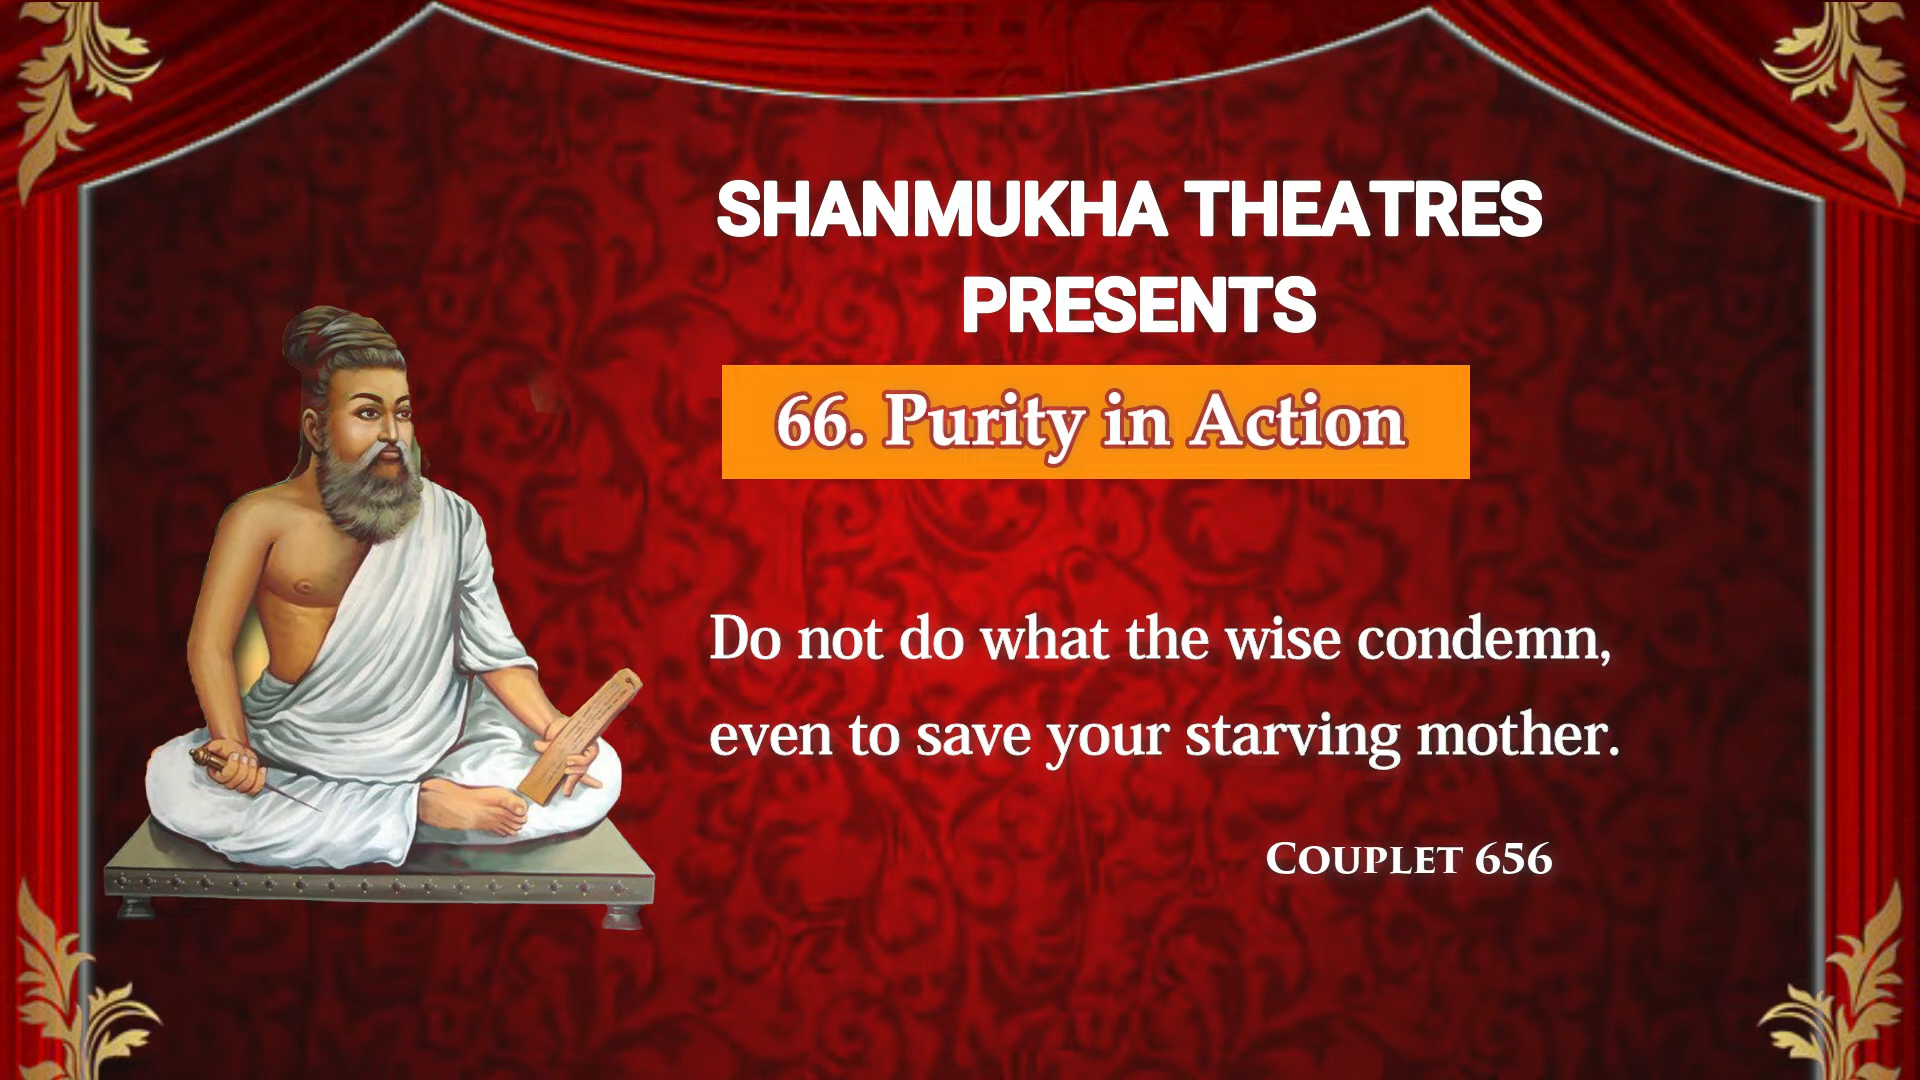 SHANMUKHA THEATRES
PRESENTS
66. Purity in Action
Do not do what the wise condemn,
even to save your starving mother.
COUPLET 656